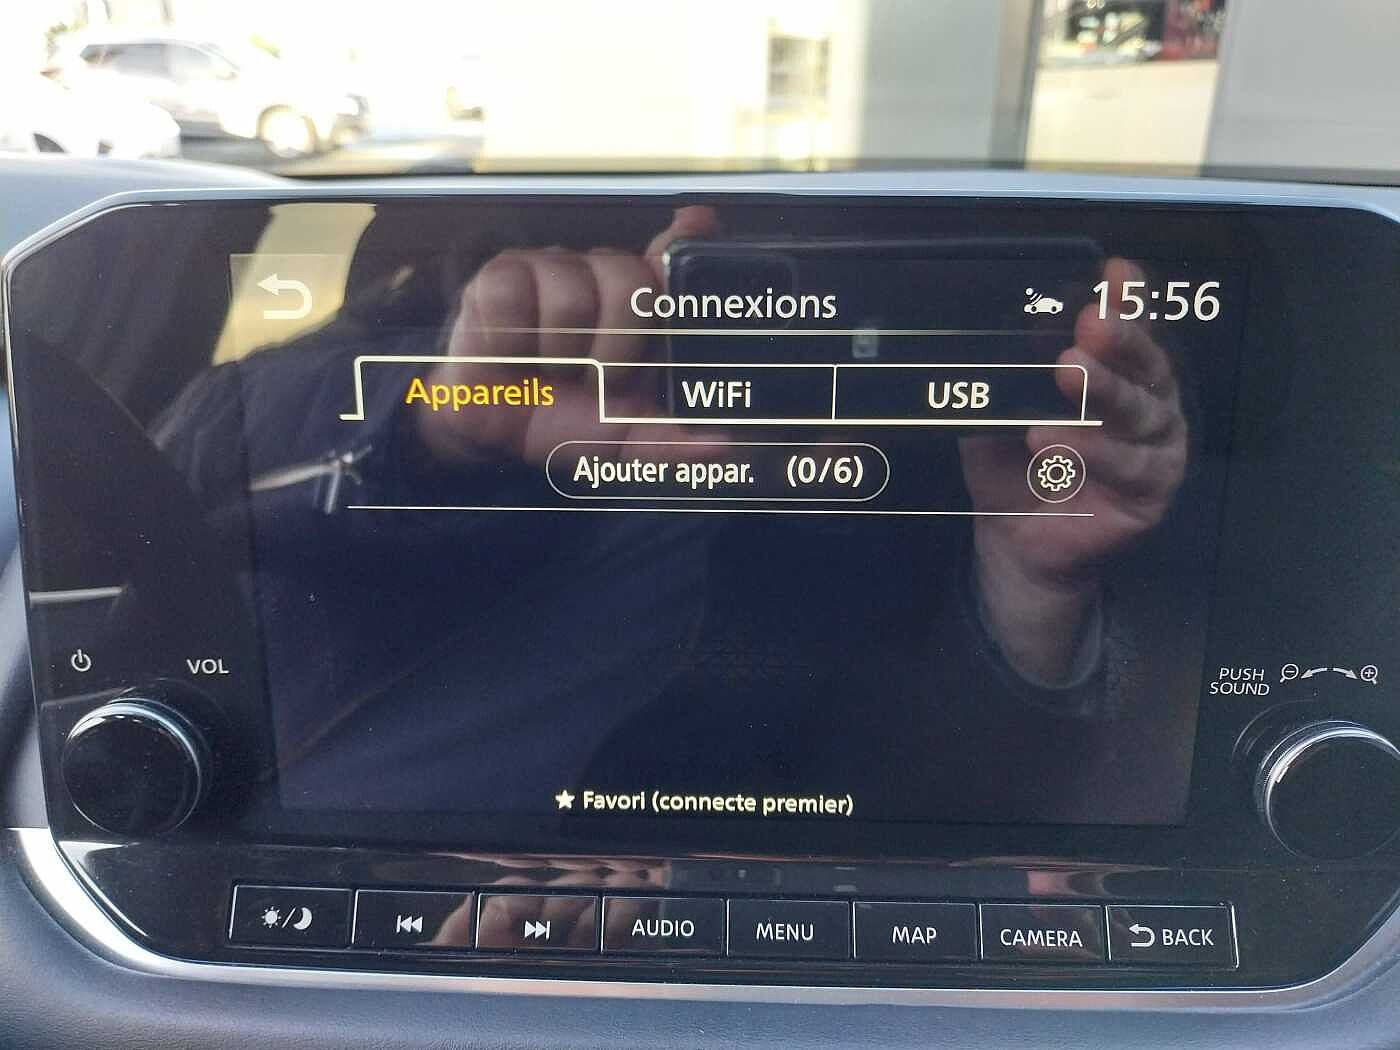 Connexions
15:56
Appareils
WiFi
USB
Ajouter appar. (0/6)
VOL
PUSH
SOUND
★ Favori (connecte premier)
AUDIO
MENU
MAP
CAMERA
BACK